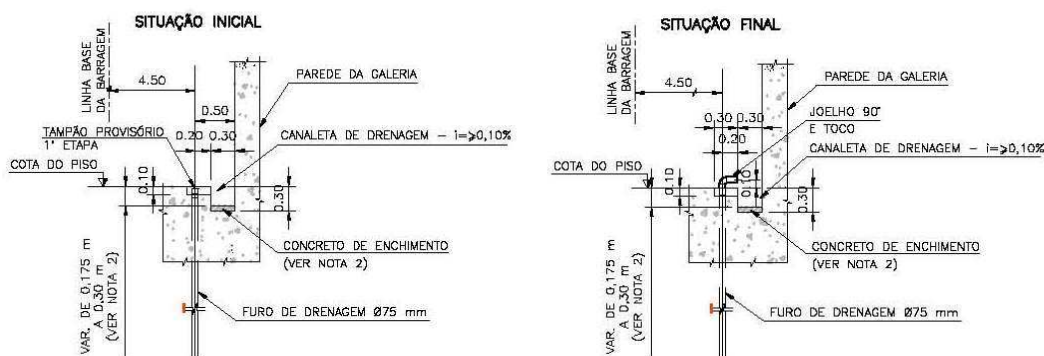 SITUAÇÃO INICIAL
LINHA BASE
DA BARRAGEM
4.50
PAREDE DA GALERIA
0.50
TAMPÃO PROVISÓRIO
1ª ETAPA
0.20
0.30
CANALETA DE DRENAGEM - i=⩾0,10%
COTA DO PISO
0.10
0.30
CONCRETO DE ENCHIMENTO
(VER NOTA 2)
VAR. DE 0,175 m
A 0,30 m
(VER NOTA 2)
FURO DE DRENAGEM Ø75 mm
SITUAÇÃO FINAL
LINHA BASE
DA BARRAGEM
4.50
PAREDE DA GALERIA
JOELHO 90°
E TOCO
0.30
0.30
0.20
CANALETA DE DRENAGEM - i=⩾0,10%
COTA DO PISO
0.10
0.10
0.30
CONCRETO DE ENCHIMENTO
(VER NOTA 2)
VAR. DE 0,175 m
A 0,30 m
(VER NOTA 2)
FURO DE DRENAGEM Ø75 mm